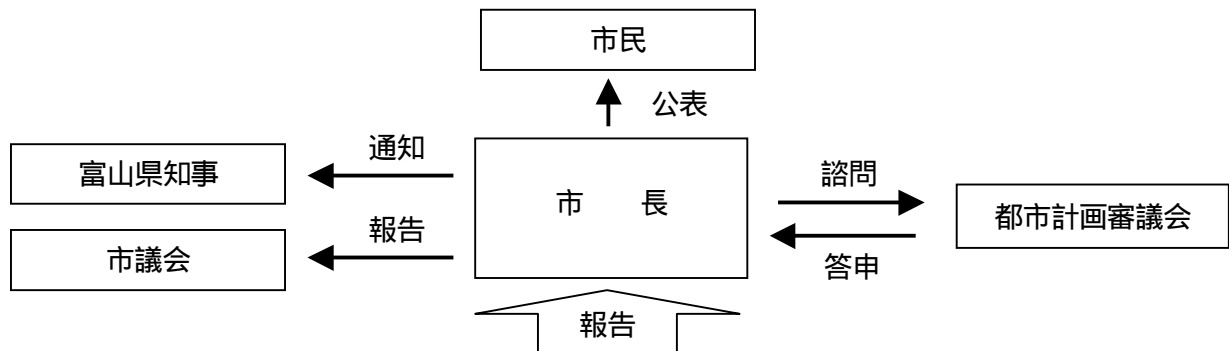 市民
公表
通知
富山県知事
市　長
諮問
都市計画審議会
報告
市議会
答申
報告